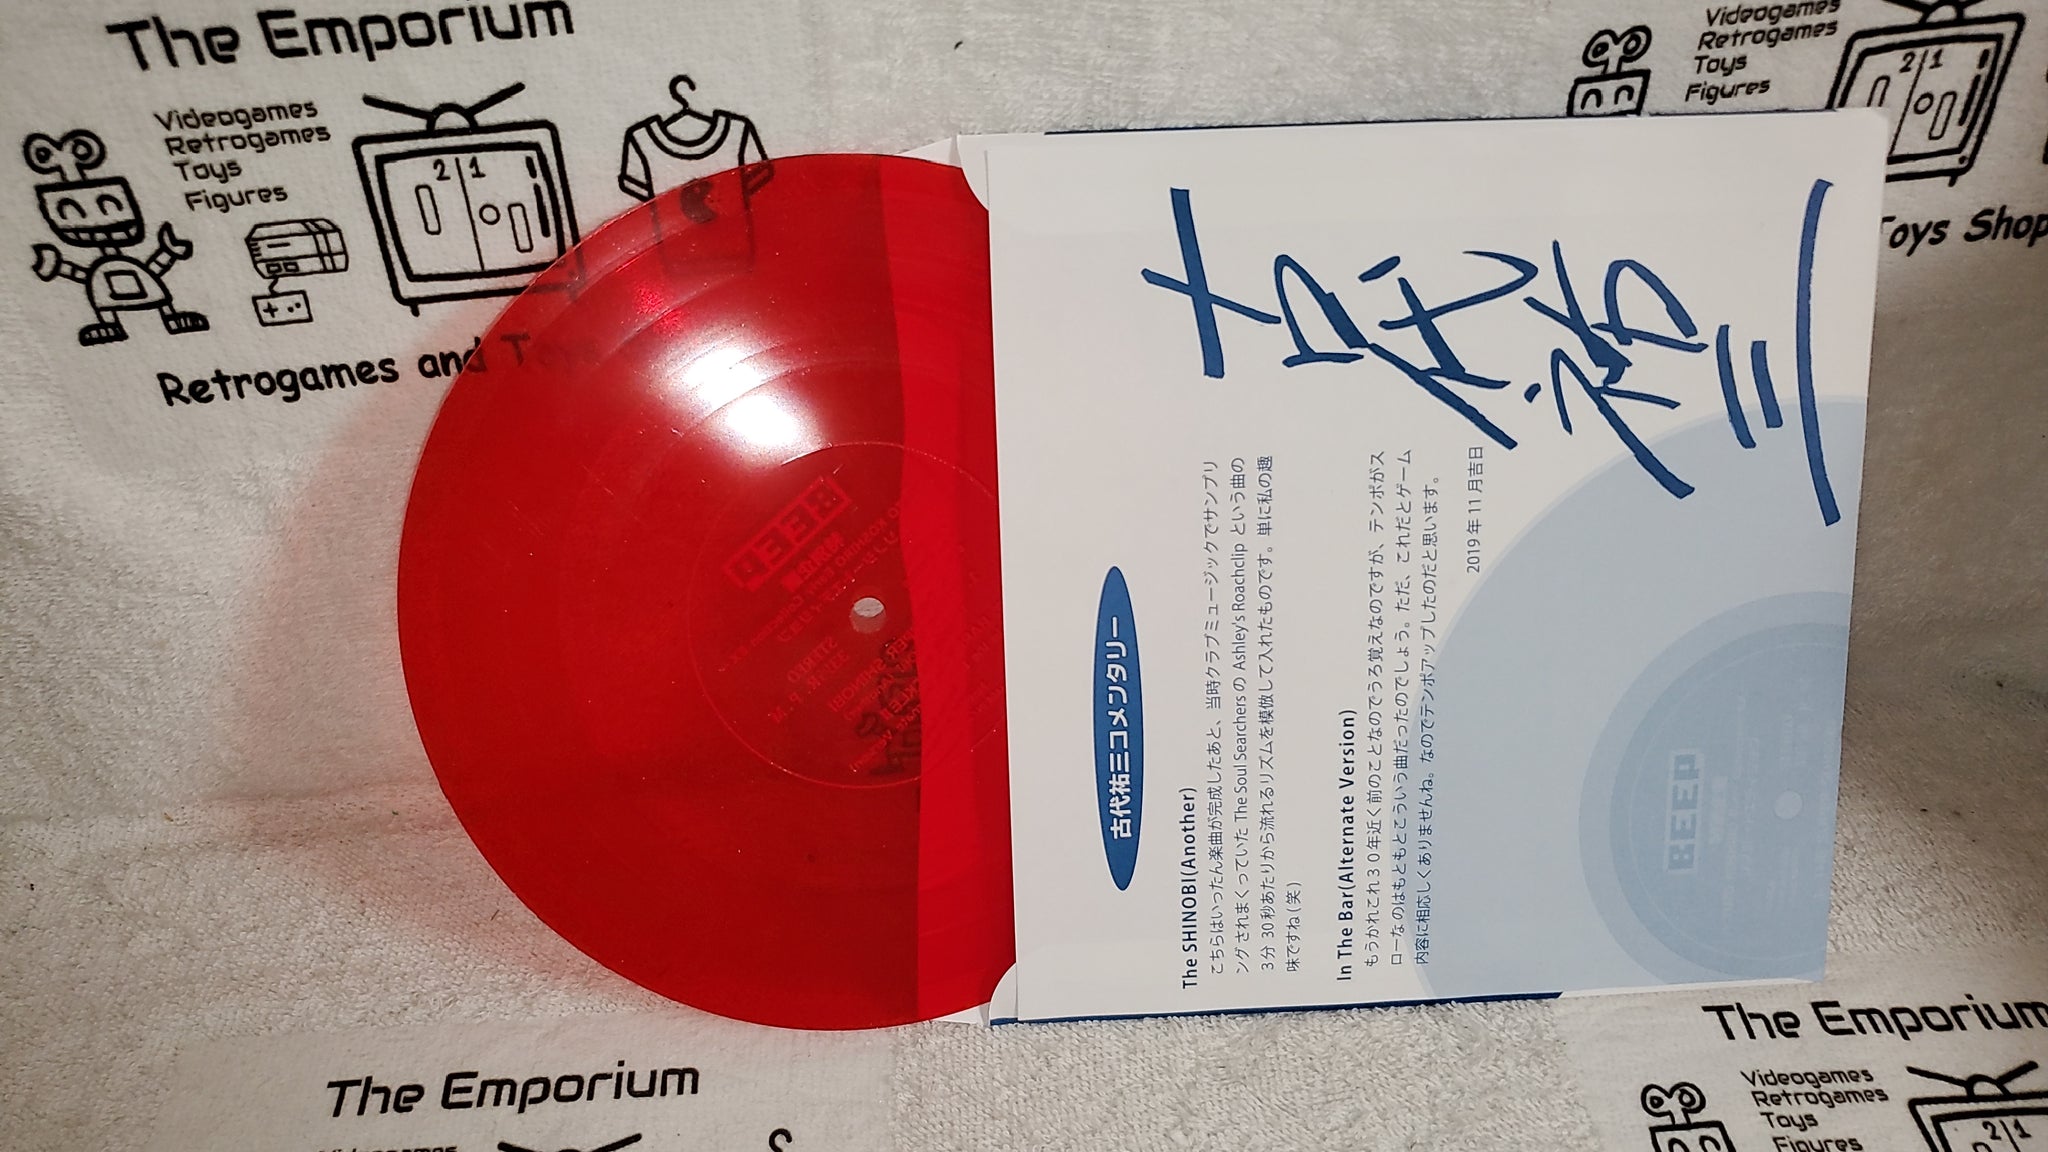 The Emporium
Videogames
Retrogames
Toys
Figures
2 1
Retrogames and Toys
Videogames
Retrogames
Toys
Figures
2 1
Toys Shop
BEEP
STEREO
古代祐三
古代祐三コメンタリー
The SHINOBI(Another)
こちらはいったん楽曲が完成したあと、当時クラブミュージックでサンプリ
ングされまくっていた The Soul Searchers の Ashley's Roachclip という曲の
3分 30 秒あたりから流れるリズムを模倣して入れたものです。単に私の趣
味ですね(笑)
In The Bar(Alternate Version)
もうかれこれ３０年近く前のことなのでうろ覚えなのですが、テンポがス
ローなのはもともとこういう曲だったのでしょう。ただ、これだとゲーム
内容に相応しくありませんね。なのでテンポアップしたのだと思います。
2019 年 11 月吉日
BEEP
The Emporium
The Emporium
Videogames
Retrogames
Toys
Figures
2 1